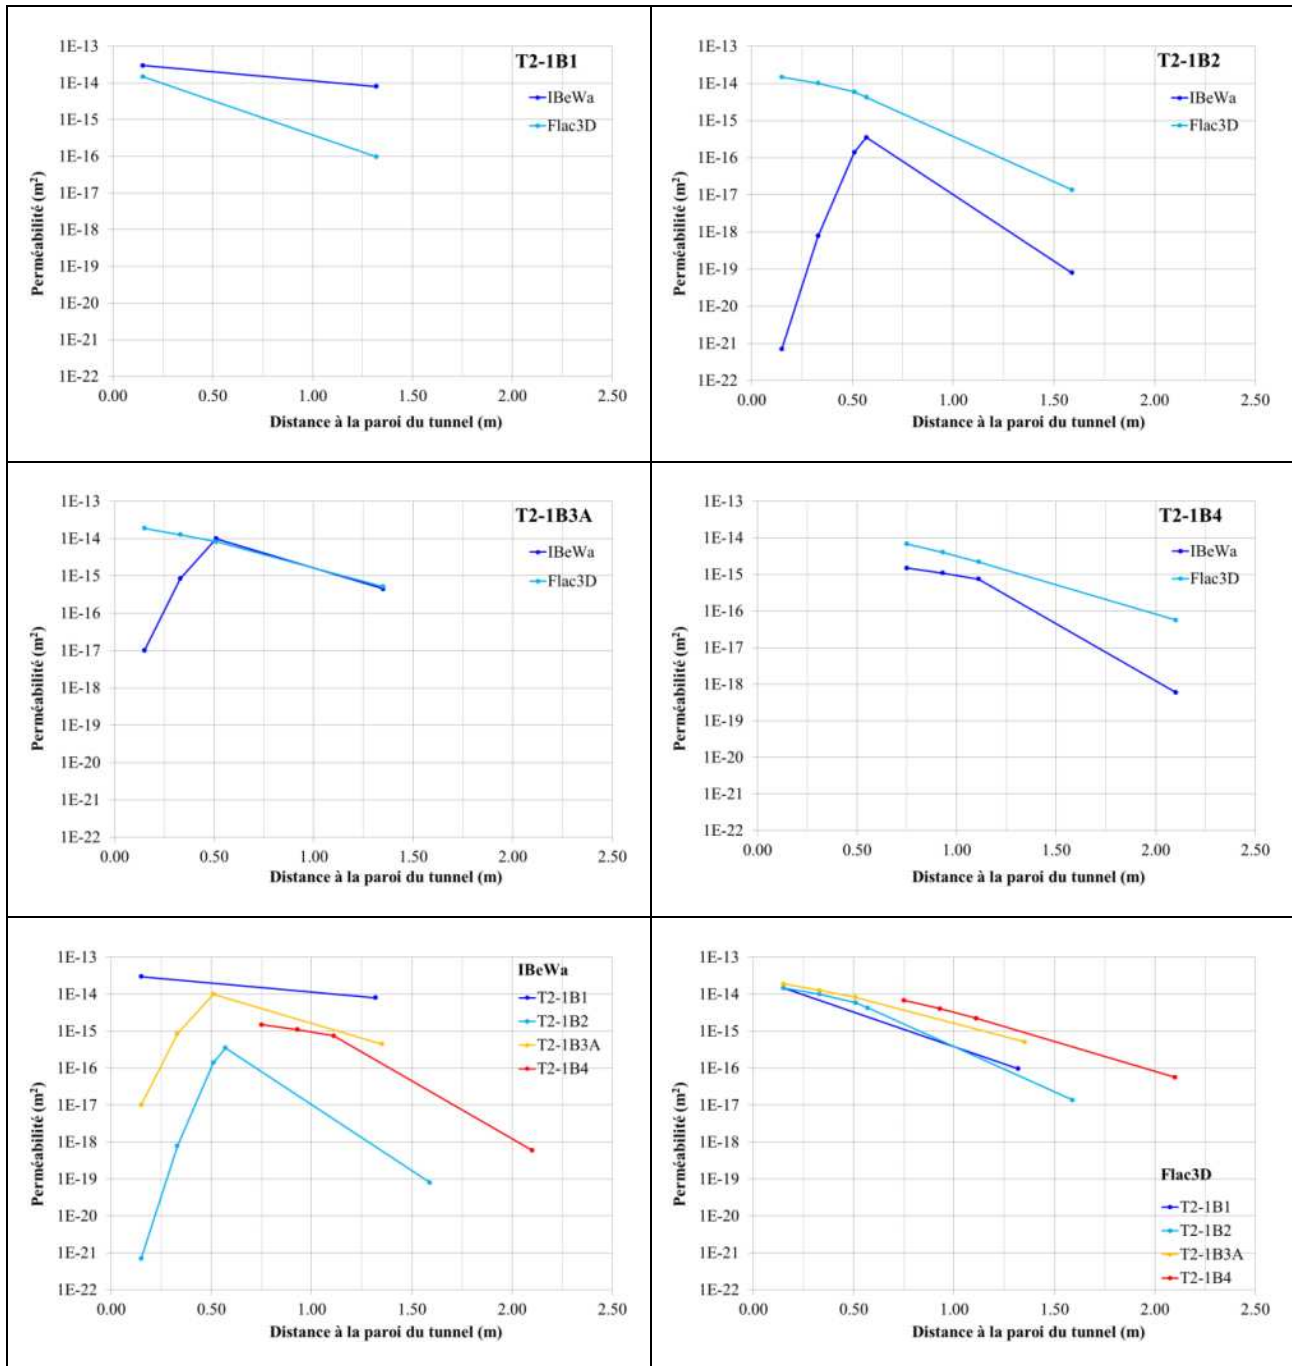 T2-1B1
IBeWa
Flac3D
1E-13
1E-14
1E-15
1E-16
1E-17
1E-18
1E-19
1E-20
1E-21
1E-22
Perméabilité (m²)
0.00 0.50 1.00 1.50 2.00 2.50
Distance à la paroi du tunnel (m)
T2-1B2
IBeWa
Flac3D
1E-13
1E-14
1E-15
1E-16
1E-17
1E-18
1E-19
1E-20
1E-21
1E-22
Perméabilité (m²)
0.00 0.50 1.00 1.50 2.00 2.50
Distance à la paroi du tunnel (m)
T2-1B3A
IBeWa
Flac3D
1E-13
1E-14
1E-15
1E-16
1E-17
1E-18
1E-19
1E-20
1E-21
1E-22
Perméabilité (m²)
0.00 0.50 1.00 1.50 2.00 2.50
Distance à la paroi du tunnel (m)
T2-1B4
IBeWa
Flac3D
1E-13
1E-14
1E-15
1E-16
1E-17
1E-18
1E-19
1E-20
1E-21
1E-22
Perméabilité (m²)
0.00 0.50 1.00 1.50 2.00 2.50
Distance à la paroi du tunnel (m)
IBeWa
T2-1B1
T2-1B2
T2-1B3A
T2-1B4
1E-13
1E-14
1E-15
1E-16
1E-17
1E-18
1E-19
1E-20
1E-21
1E-22
Perméabilité (m²)
0.00 0.50 1.00 1.50 2.00 2.50
Distance à la paroi du tunnel (m)
1E-13
1E-14
1E-15
1E-16
1E-17
1E-18
1E-19
1E-20
1E-21
1E-22
Perméabilité (m²)
Flac3D
T2-1B1
T2-1B2
T2-1B3A
T2-1B4
0.00 0.50 1.00 1.50 2.00 2.50
Distance à la paroi du tunnel (m)